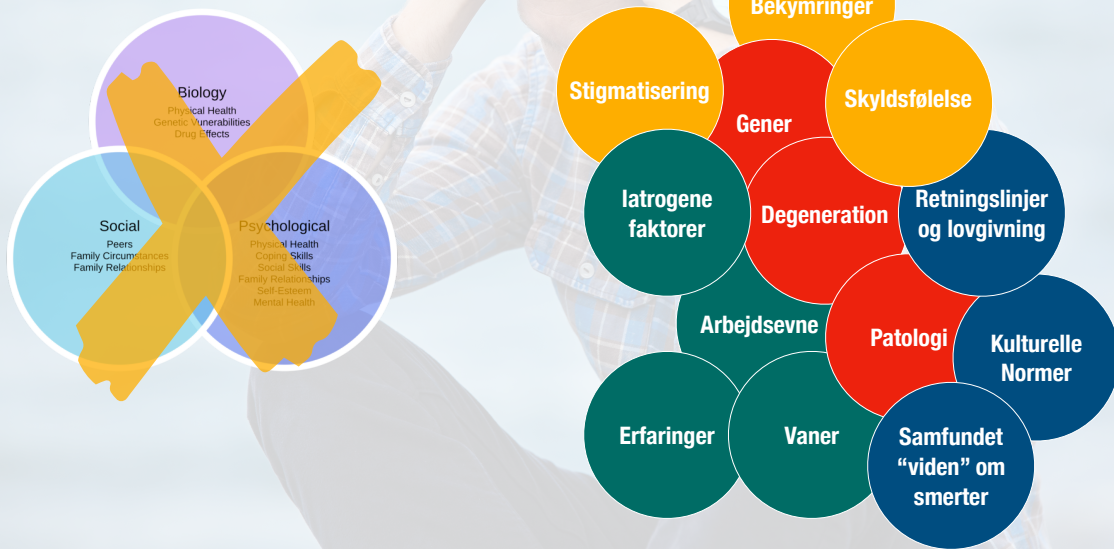 Biology
Physical Health
Genetic Vunerabilities
Drug Effects
Social
Peers
Family Circumstances
Family Relationships
Psychological
Physical Health
Coping Skills
Social Skills
Family Relationships
Self-Esteem
Mental Health
Bekymringer
Stigmatisering
Gener
Skyldsfølelse
Iatrogene
faktorer
Degeneration
Retningslinjer
og lovgivning
Arbejdsevne
Patologi
Kulturelle
Normer
Erfaringer
Vaner
Samfundet
“viden” om
smerter